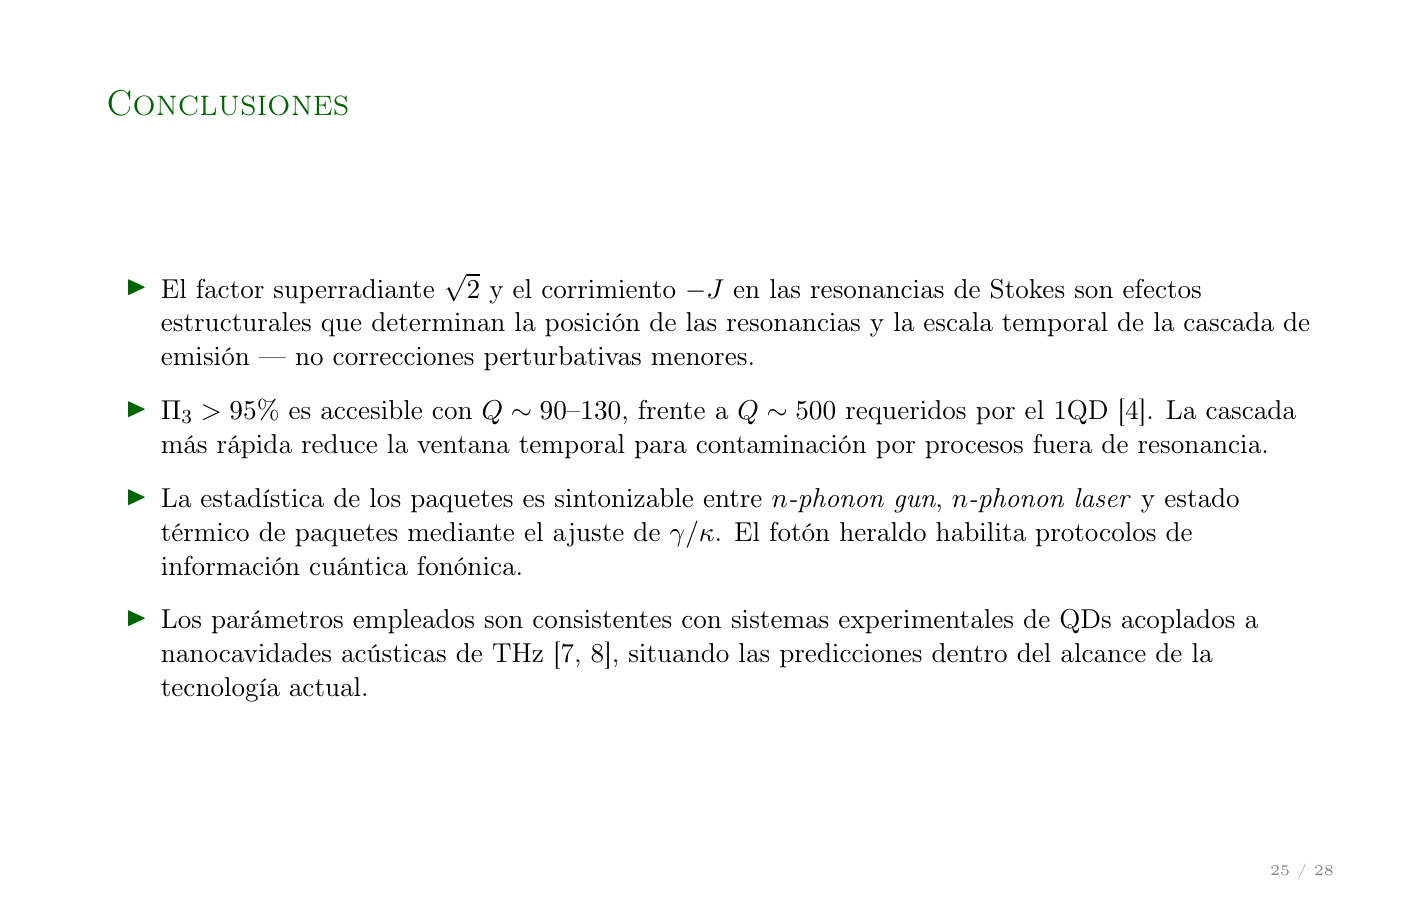 Conclusiones
▶ El factor superradiante √2 y el corrimiento −J en las resonancias de Stokes son efectos
estructurales que determinan la posición de las resonancias y la escala temporal de la cascada de
emisión — no correcciones perturbativas menores.
▶ Π₃ > 95% es accesible con Q ∼ 90–130, frente a Q ∼ 500 requeridos por el 1QD [4]. La cascada
más rápida reduce la ventana temporal para contaminación por procesos fuera de resonancia.
▶ La estadística de los paquetes es sintonizable entre n-phonon gun, n-phonon laser y estado
térmico de paquetes mediante el ajuste de γ/κ. El fotón heraldo habilita protocolos de
información cuántica fonónica.
▶ Los parámetros empleados son consistentes con sistemas experimentales de QDs acoplados a
nanocavidades acústicas de THz [7, 8], situando las predicciones dentro del alcance de la
tecnología actual.
25 / 28